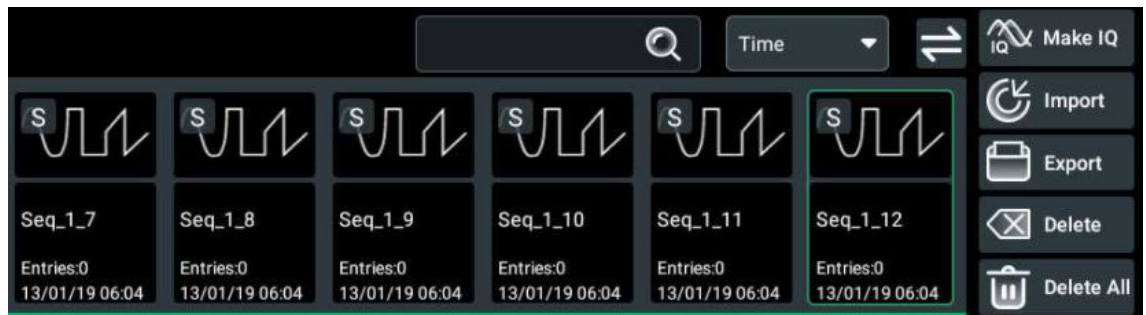 Time
IQ
Make IQ
Import
Export
Delete
Delete All
S
S
S
S
S
S
Seq_1_7
Entries:0
13/01/19 06:04
Seq_1_8
Entries:0
13/01/19 06:04
Seq_1_9
Entries:0
13/01/19 06:04
Seq_1_10
Entries:0
13/01/19 06:04
Seq_1_11
Entries:0
13/01/19 06:04
Seq_1_12
Entries:0
13/01/19 06:04